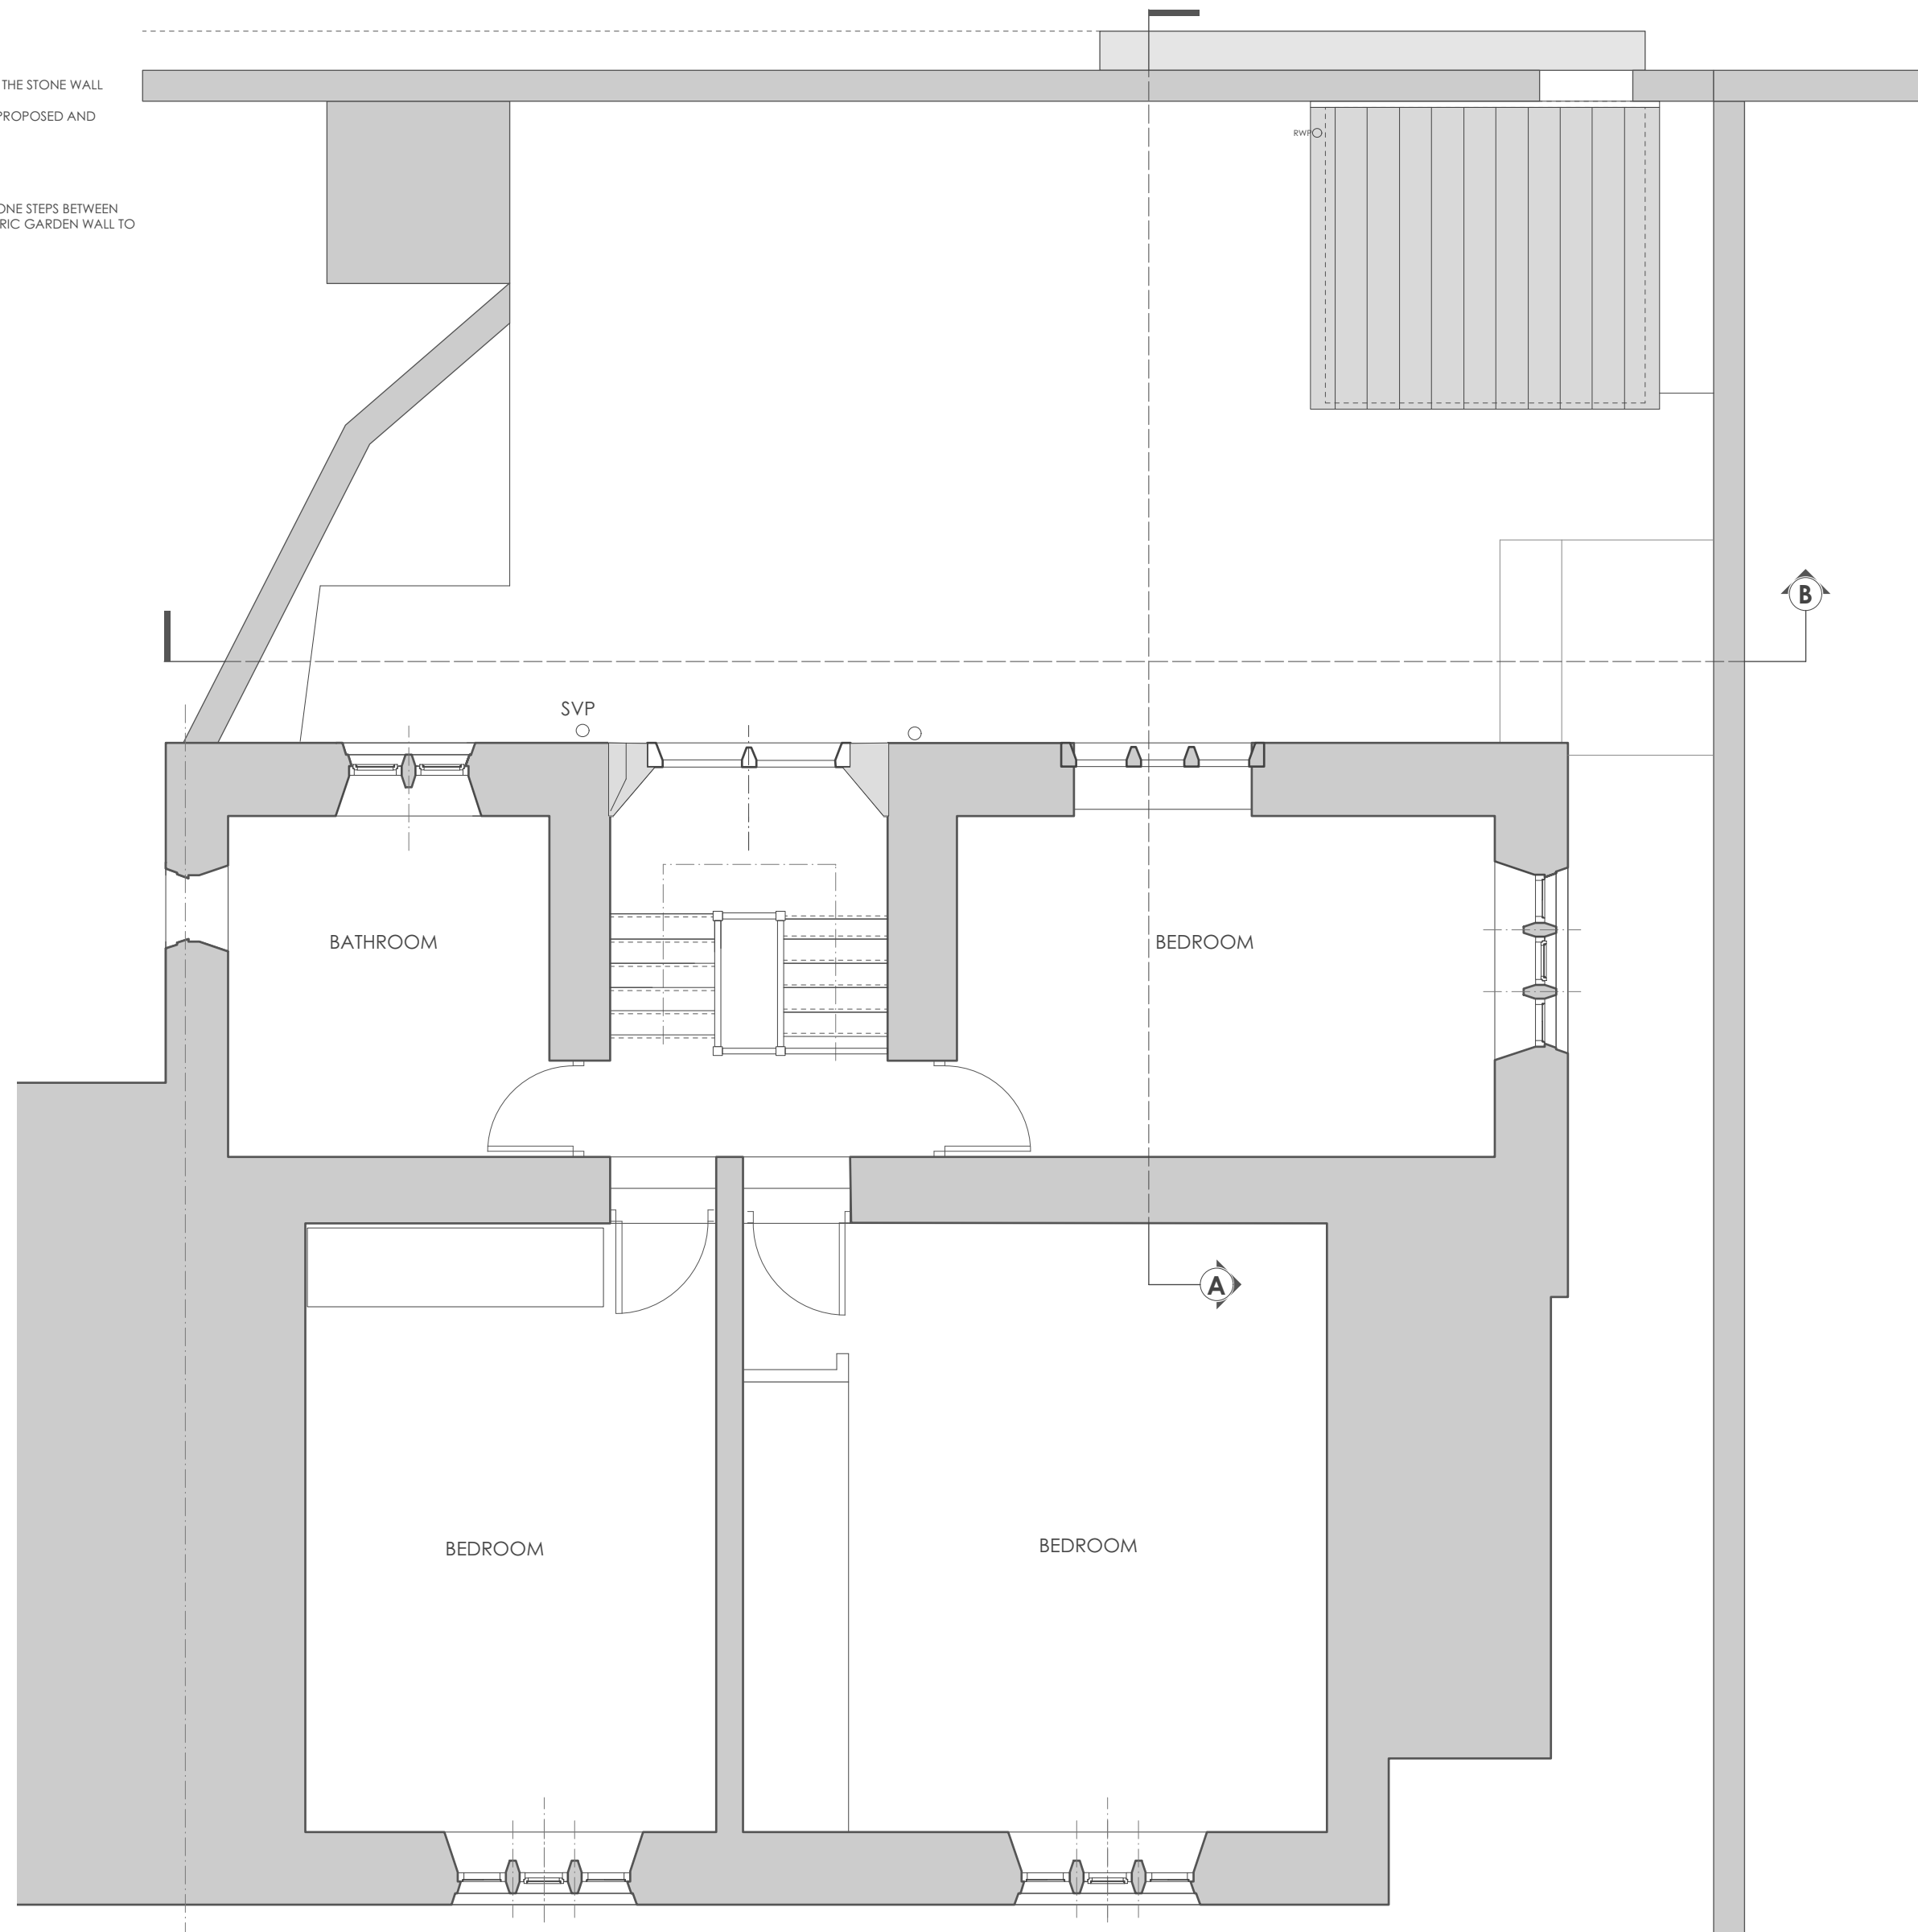 THE STONE WALL
PROPOSED AND
RWP
ONE STEPS BETWEEN
RIC GARDEN WALL TO
B
SVP
BATHROOM
BEDROOM
A
BEDROOM
BEDROOM